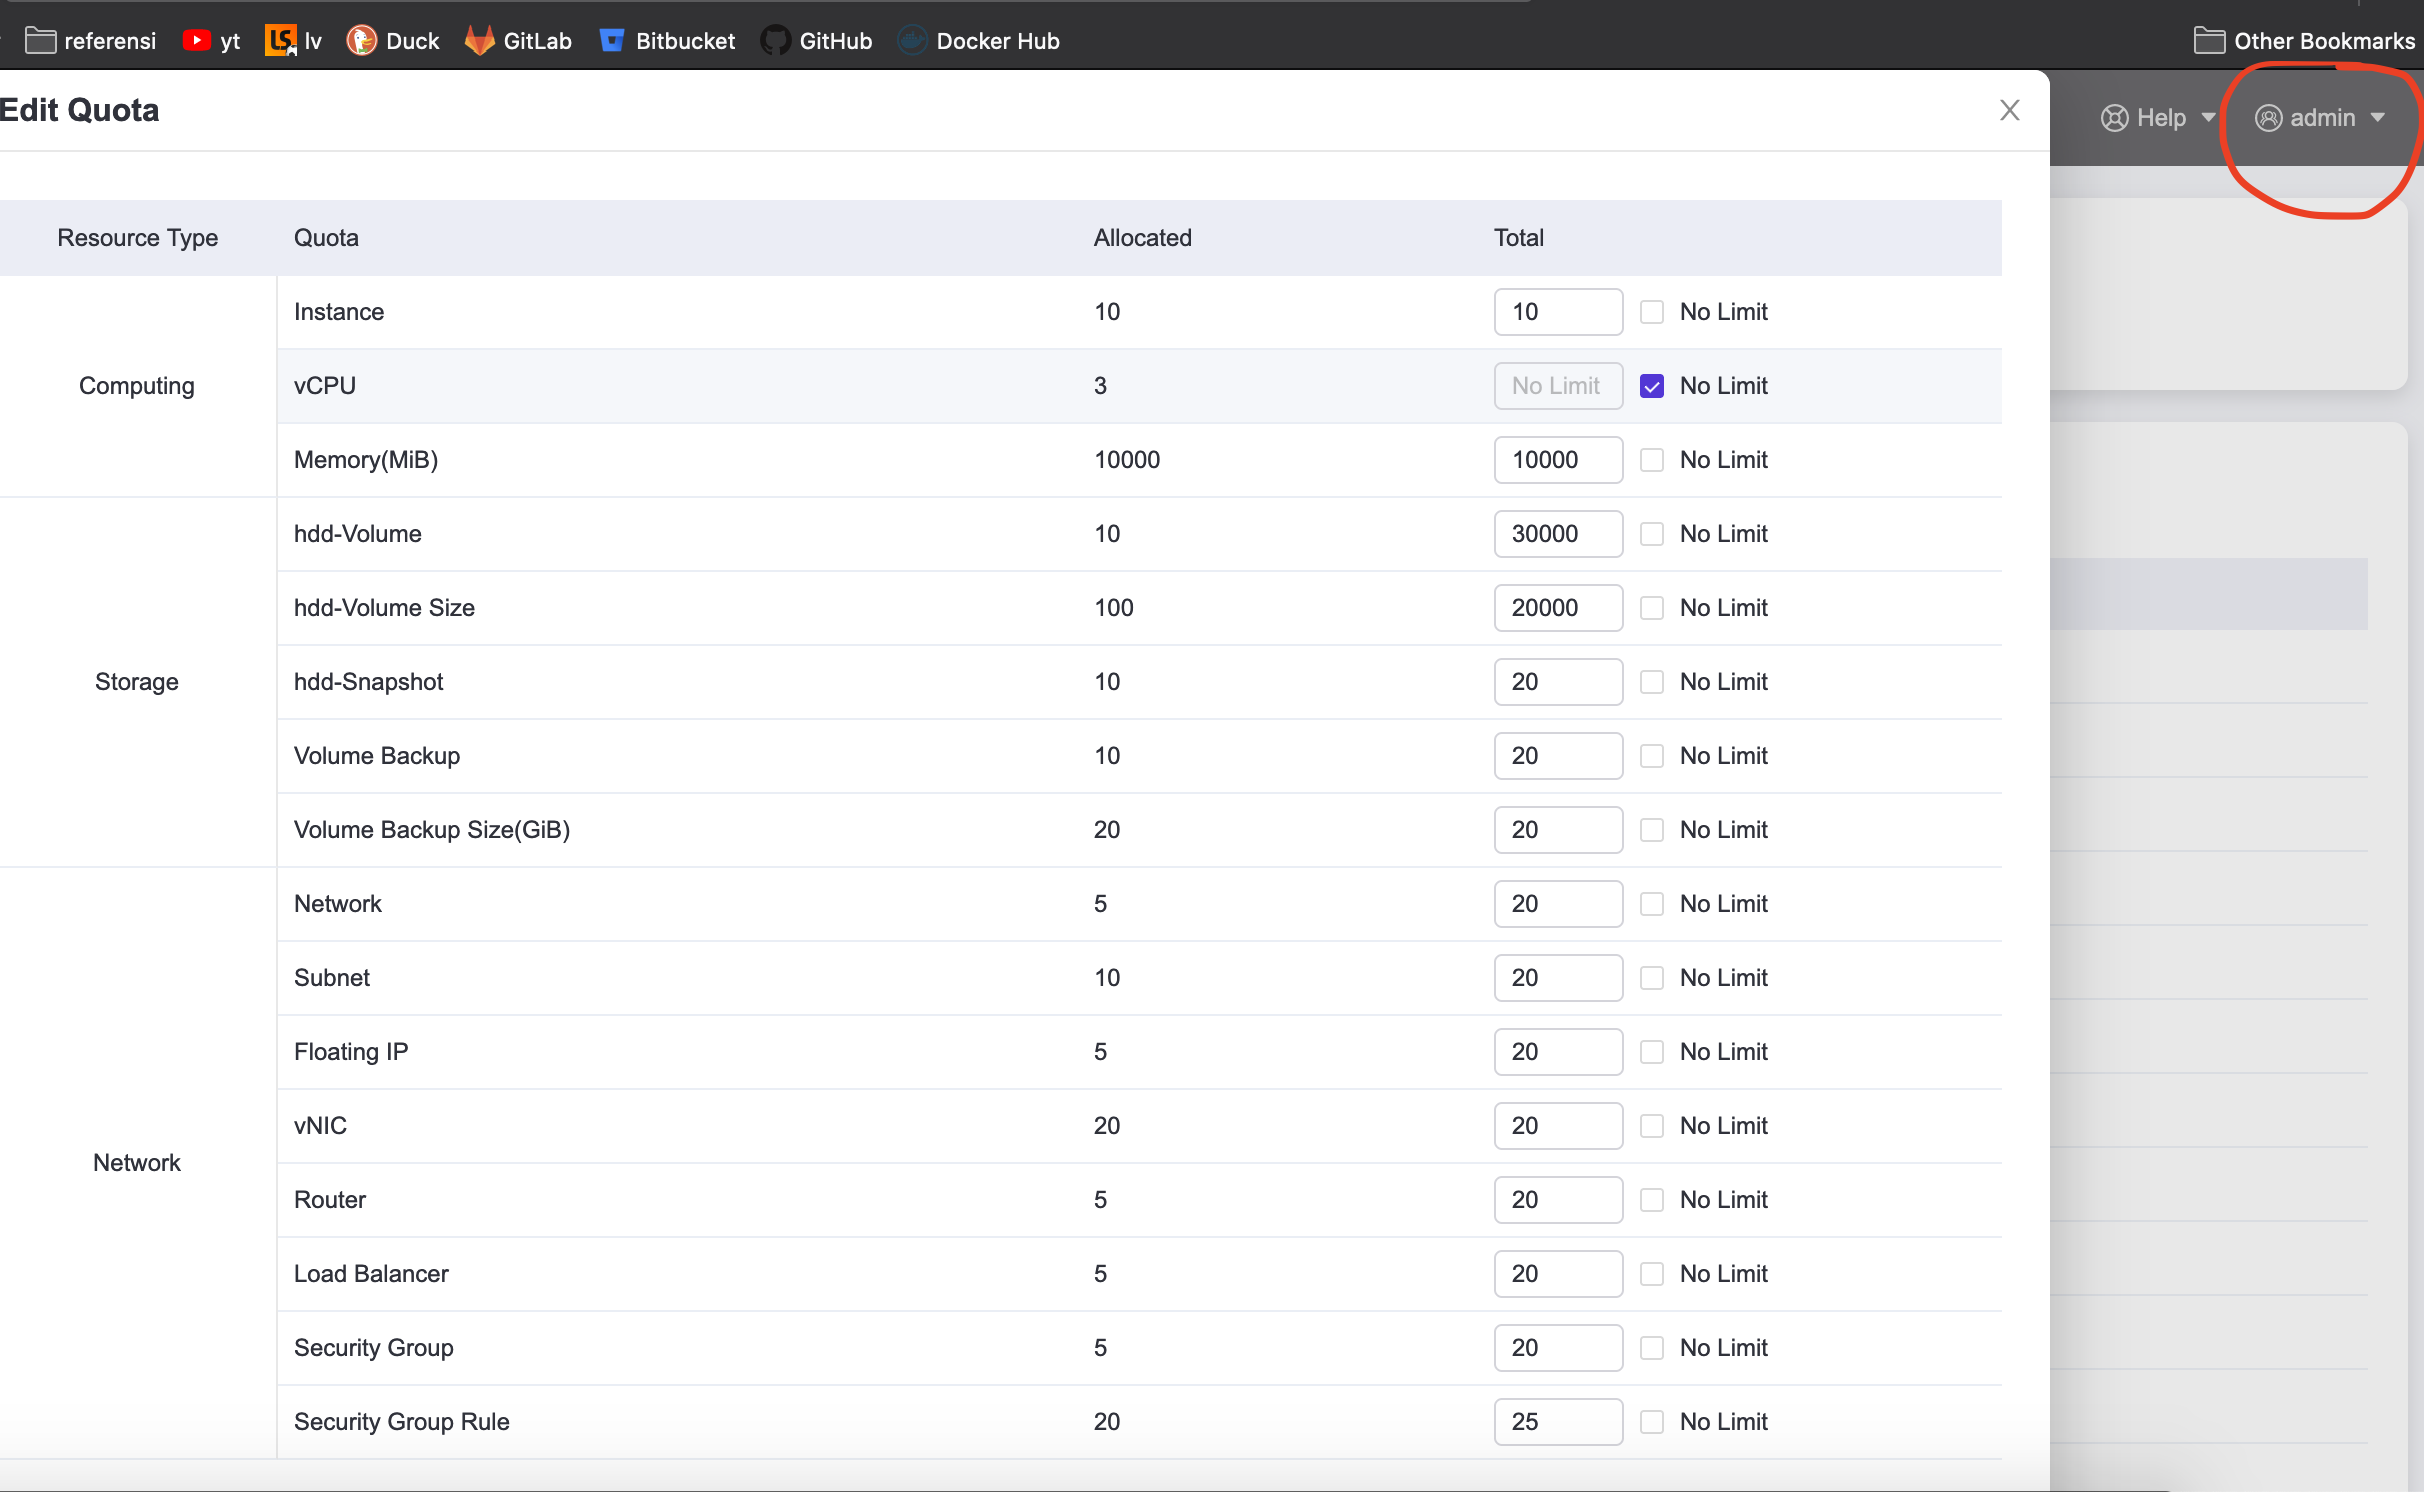 referensi yt LS lv Duck GitLab Bitbucket GitHub Docker Hub Other Bookmarks
Edit Quota
Help admin
Resource Type Quota Allocated Total
Computing
Instance 10 10 No Limit
vCPU 3 No Limit No Limit
Memory(MiB) 10000 10000 No Limit
Storage
hdd-Volume 10 30000 No Limit
hdd-Volume Size 100 20000 No Limit
hdd-Snapshot 10 20 No Limit
Volume Backup 10 20 No Limit
Volume Backup Size(GiB) 20 20 No Limit
Network
Network 5 20 No Limit
Subnet 10 20 No Limit
Floating IP 5 20 No Limit
vNIC 20 20 No Limit
Router 5 20 No Limit
Load Balancer 5 20 No Limit
Security Group 5 20 No Limit
Security Group Rule 20 25 No Limit